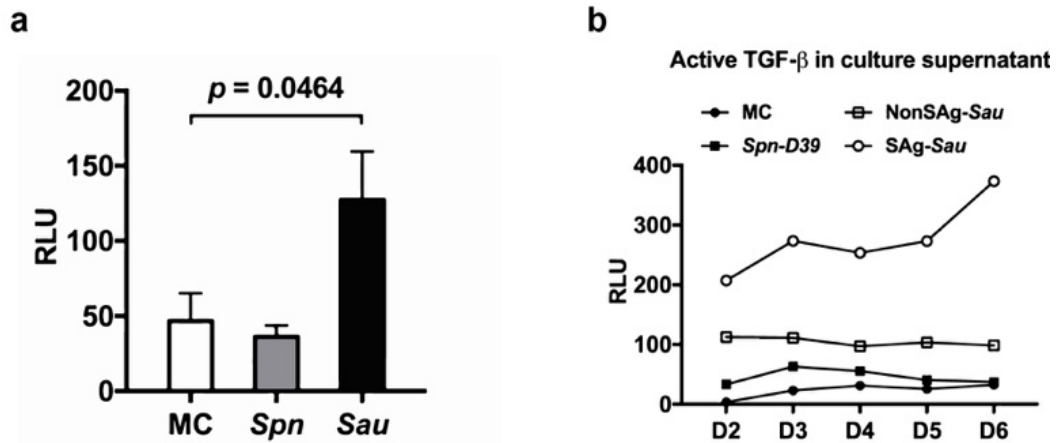 a
200
150
100
50
0
RLU
p = 0.0464
MC Spn Sau
b
Active TGF-β in culture supernatant
MC NonSAg-Sau
Spn-D39 SAg-Sau
400
300
200
100
0
RLU
D2 D3 D4 D5 D6